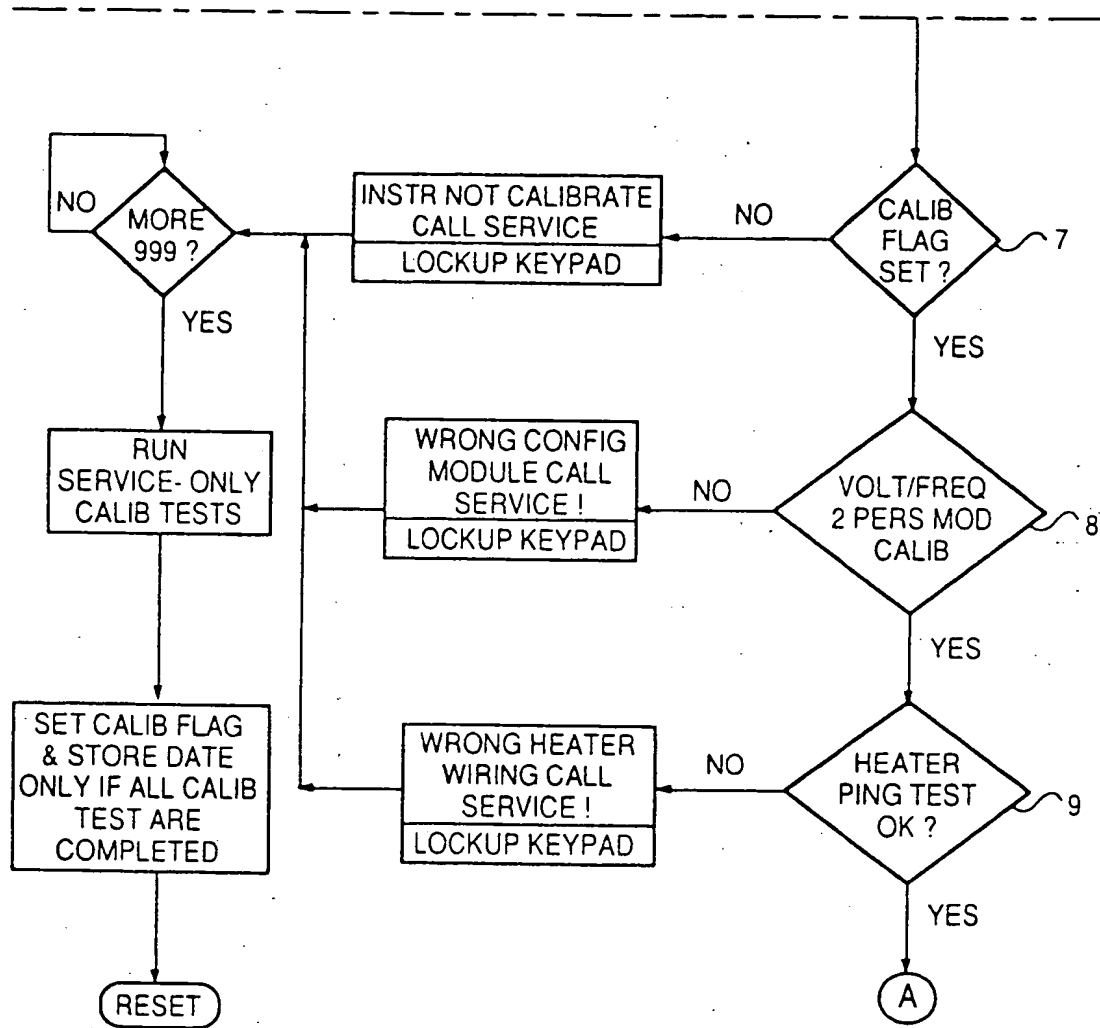 NO
MORE
999 ?
YES
RUN
SERVICE- ONLY
CALIB TESTS
SET CALIB FLAG
& STORE DATE
ONLY IF ALL CALIB
TEST ARE
COMPLETED
RESET
INSTR NOT CALIBRATE
CALL SERVICE
LOCKUP KEYPAD
NO
CALIB
FLAG
SET ?
7
YES
WRONG CONFIG
MODULE CALL
SERVICE !
LOCKUP KEYPAD
NO
VOLT/FREQ
2 PERS MOD
CALIB
8
YES
WRONG HEATER
WIRING CALL
SERVICE !
LOCKUP KEYPAD
NO
HEATER
PING TEST
OK ?
9
YES
A